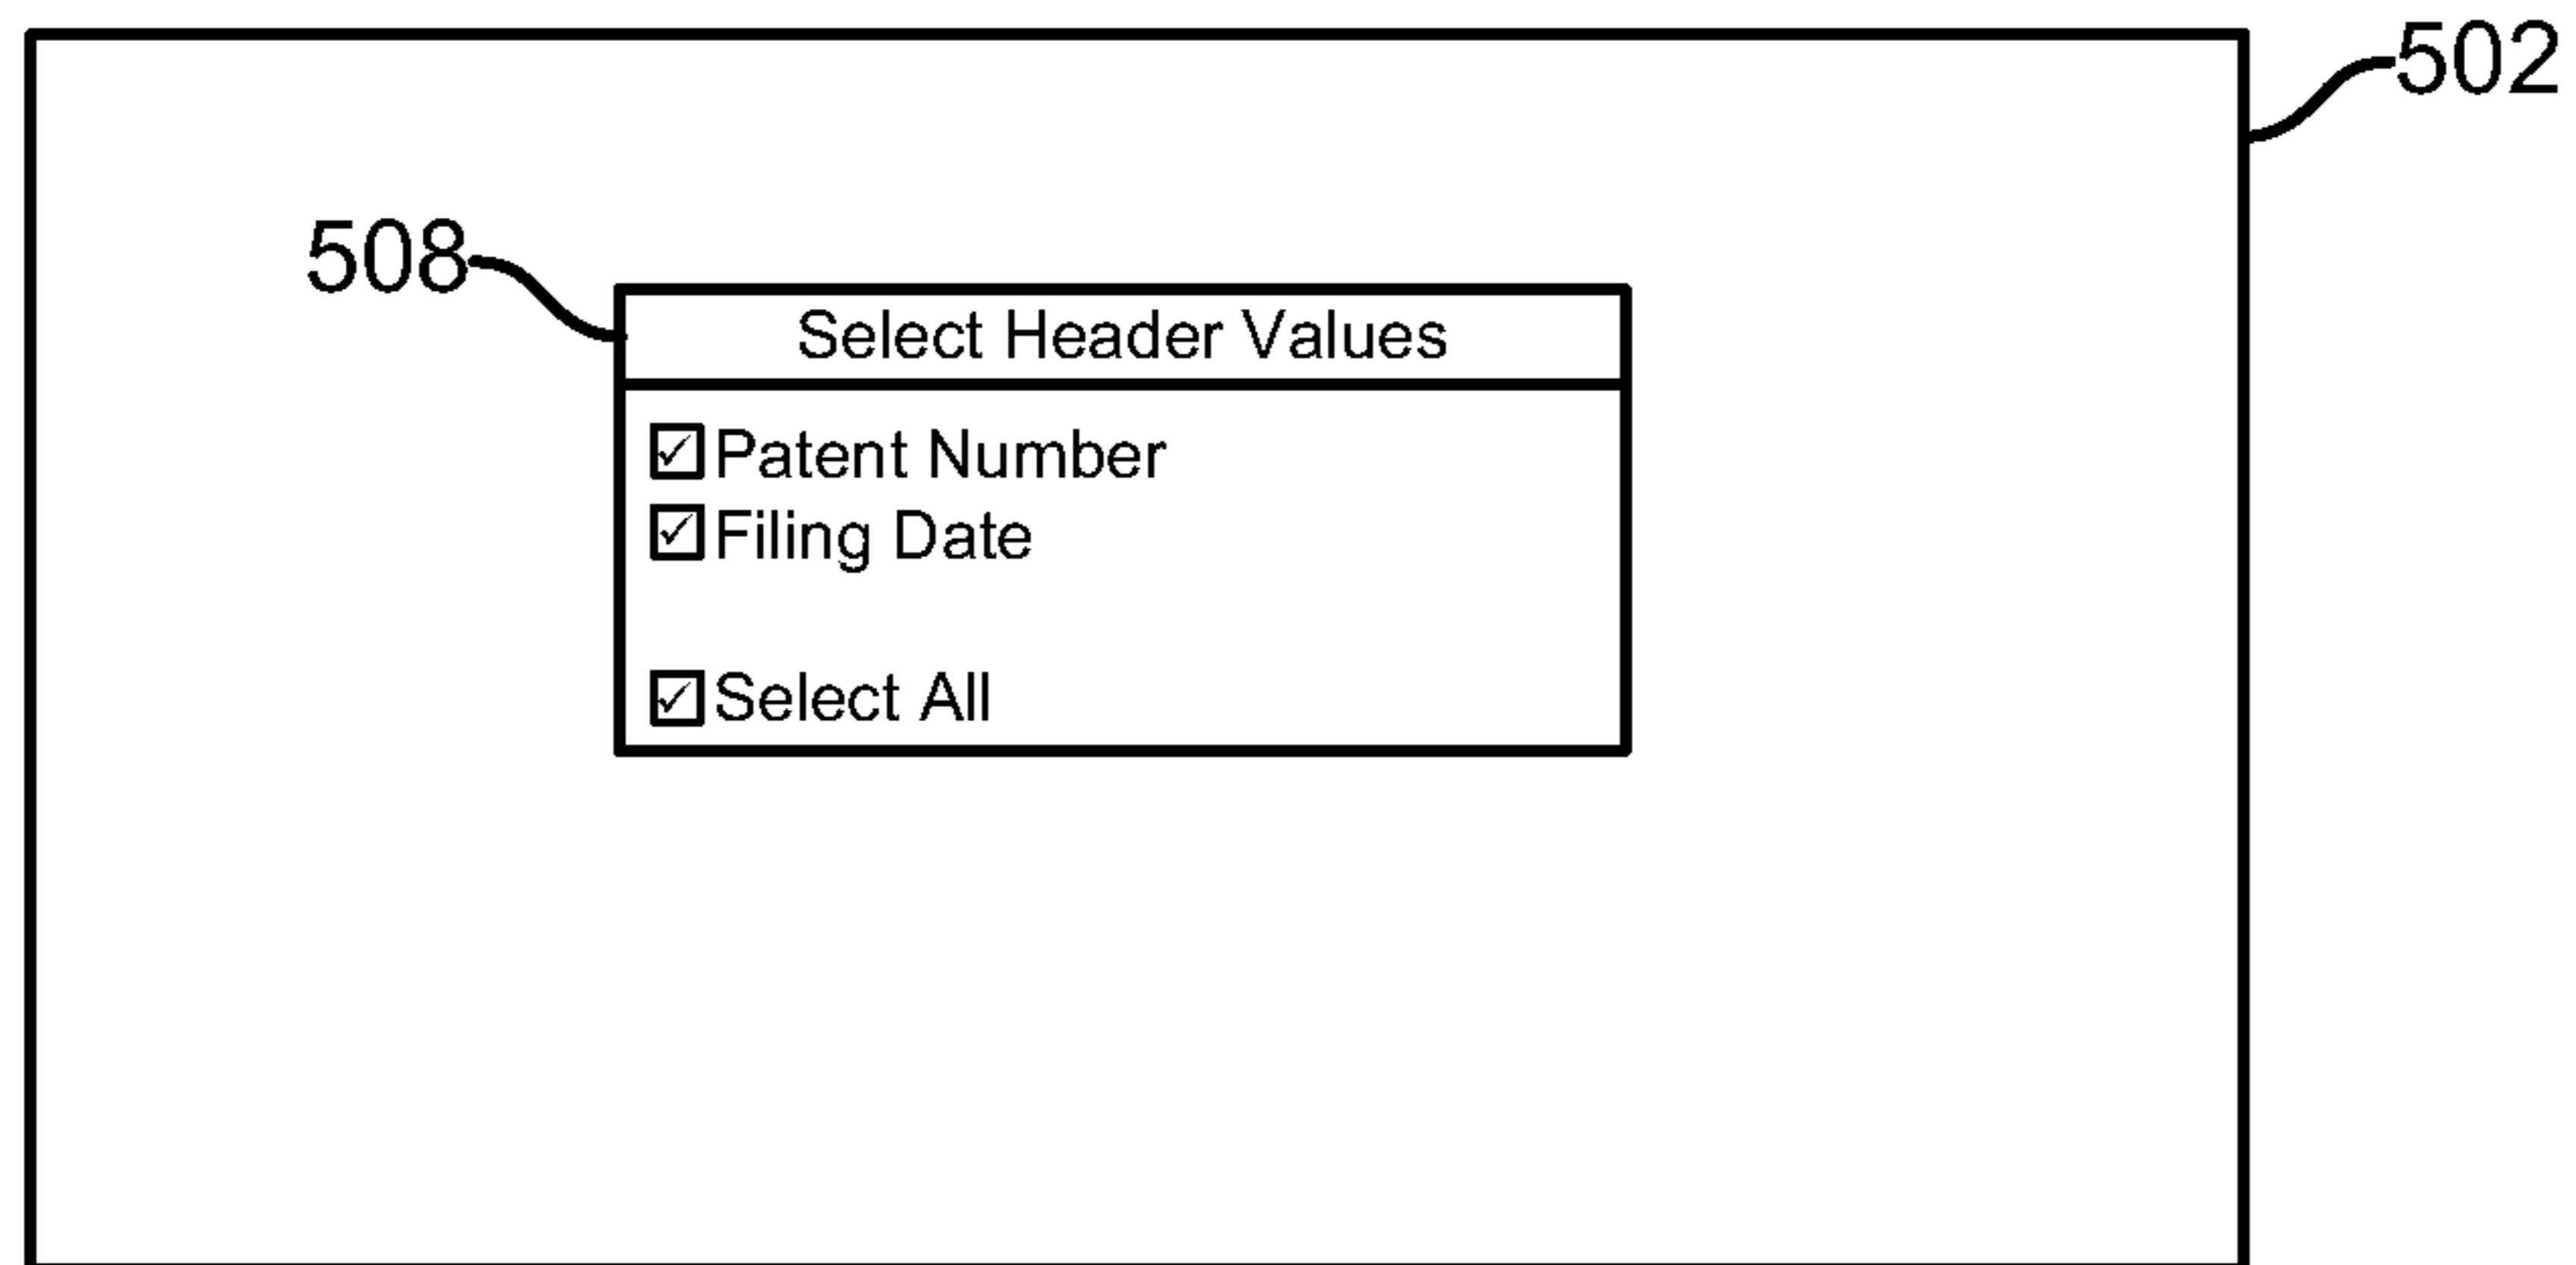 502
508
Select Header Values
Patent Number
Filing Date
Select All